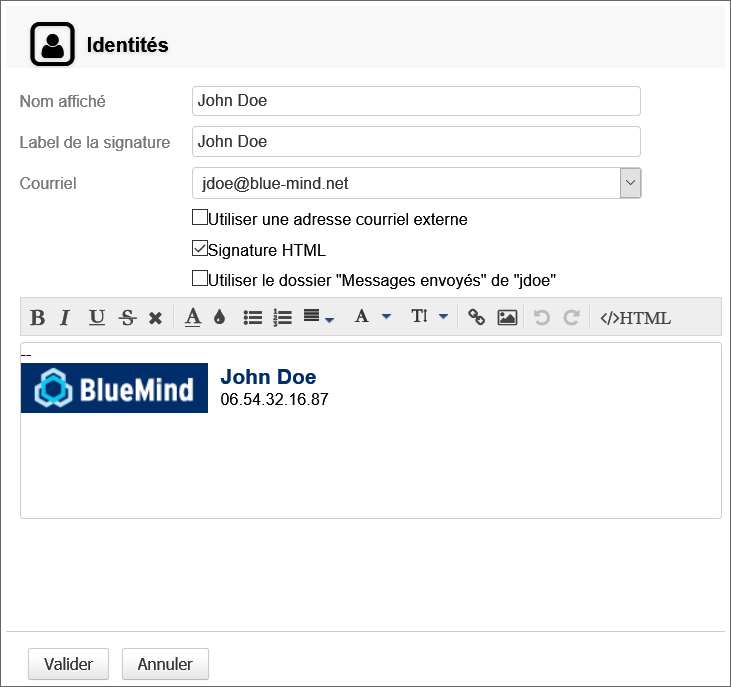 Identités
Nom affiché John Doe
Label de la signature John Doe
Courriel jdoe@blue-mind.net
Utiliser une adresse courriel externe
Signature HTML
Utiliser le dossier "Messages envoyés" de "jdoe"
B I U S A A T </>HTML
--
BlueMind John Doe
06.54.32.16.87
Valider Annuler